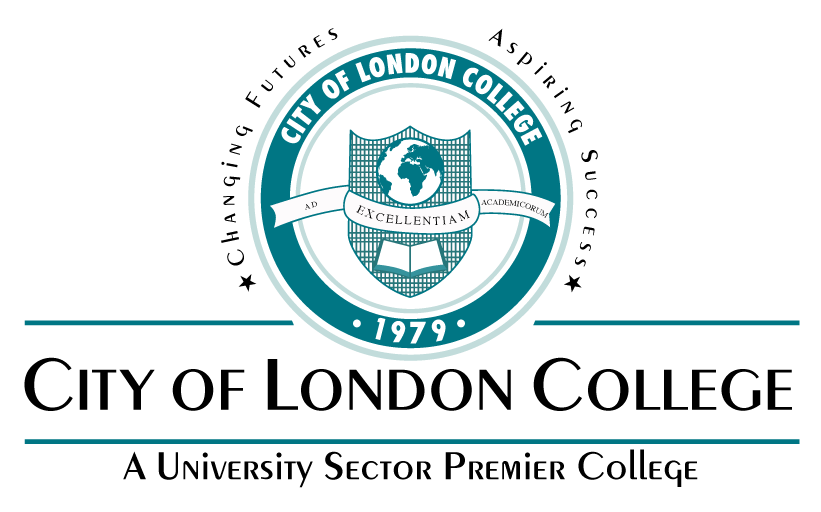 Changing Futures
Aspiring Success
CITY OF LONDON COLLEGE
AD EXCELLENTIAM ACADEMICORUM
• 1979 •
City of London College
A University Sector Premier College